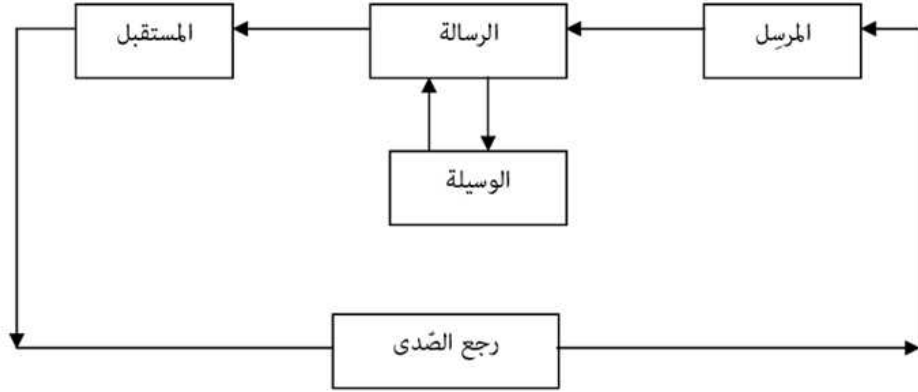 المرسِل
الرسالة
المستقبل
الوسيلة
رجع الصّدى